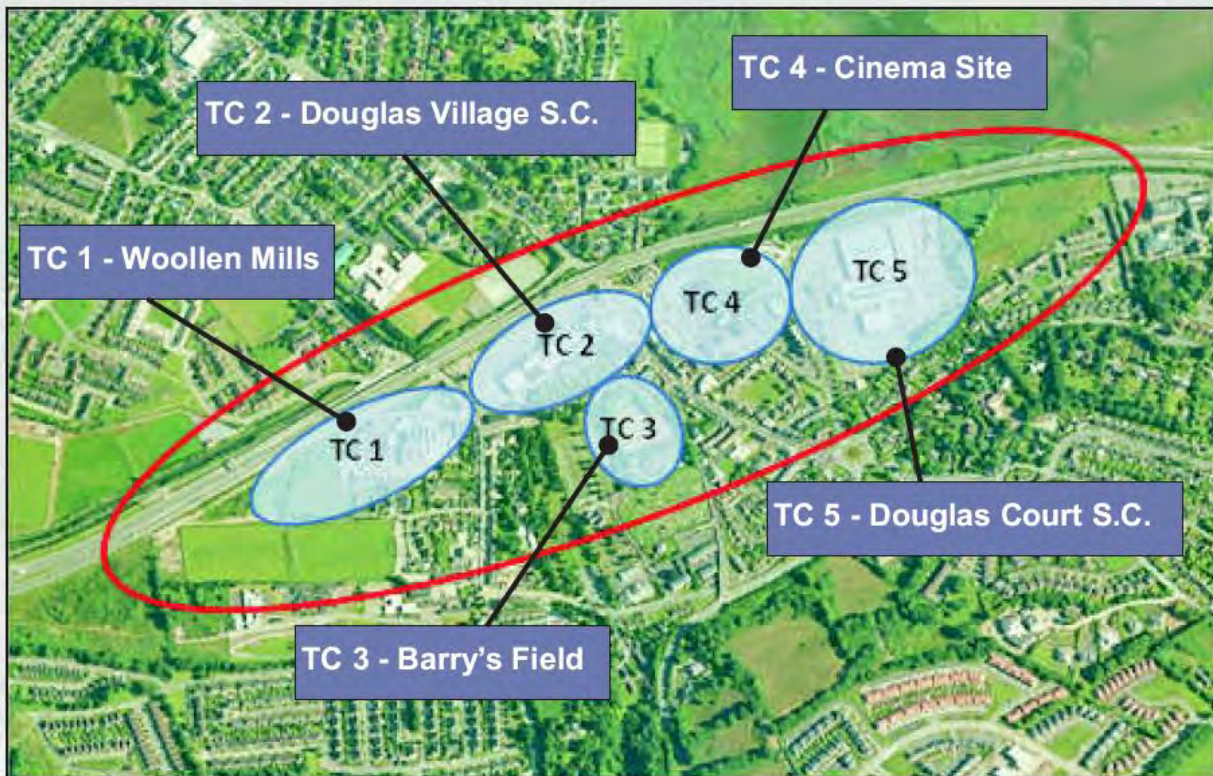 TC 4 - Cinema Site
TC 2 - Douglas Village S.C.
TC 1 - Woollen Mills
TC 5
TC 4
TC 2
TC 3
TC 1
TC 5 - Douglas Court S.C.
TC 3 - Barry's Field